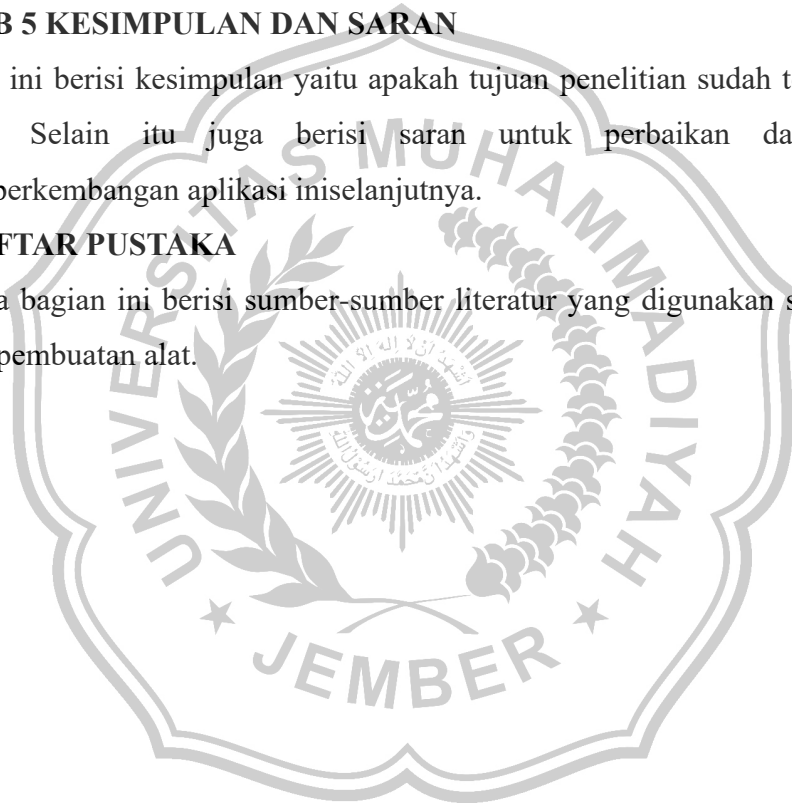 B 5 KESIMPULAN DAN SARAN
ini berisi kesimpulan yaitu apakah tujuan penelitian sudah t
Selain itu juga berisi saran untuk perbaikan da
perkembangan aplikasi iniselanjutnya.
FTAR PUSTAKA
a bagian ini berisi sumber-sumber literatur yang digunakan s
pembuatan alat.
UNIVERSITAS MUHAMMADIYAH
JEMBER